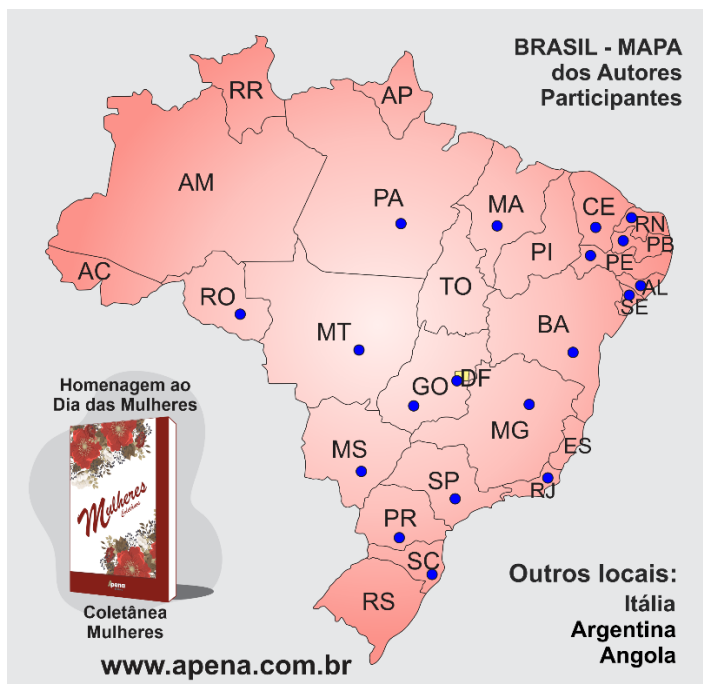 BRASIL - MAPA
dos Autores
Participantes
RR
AP
AM
PA
MA
CE
RN
PB
PI
PE
AC
TO
AL
RO
SE
BA
MT
GO
DF
MG
ES
MS
SP
RJ
PR
SC
RS
Homenagem ao
Dia das Mulheres
Mulheres
Coletânea
Mulheres
Outros locais:
Itália
Argentina
Angola
www.apena.com.br